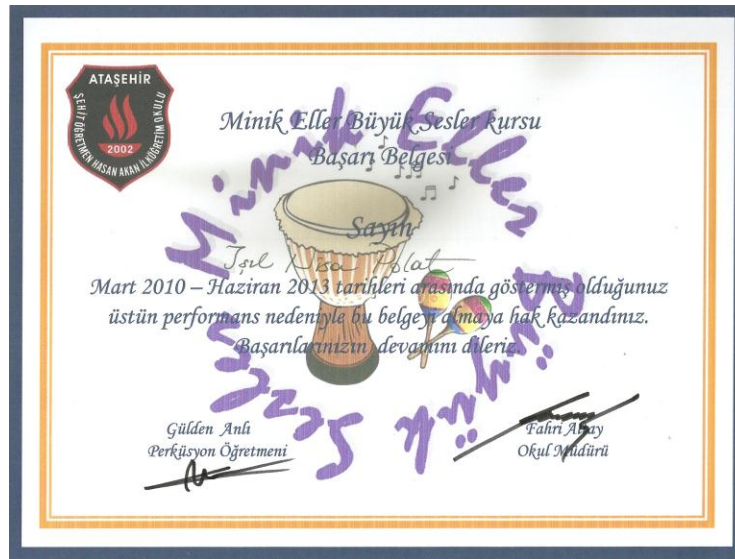 ATAŞEHİR
ŞEHİT ÖĞRETMEN HASAN AKAN İLKÖĞRETİM OKULU
2002
Minik Eller Büyük Sesler
Minik Eller Büyük Sesler kursu
Başarı Belgesi
Sayın
Işıl Nisa Polat
Mart 2010 – Haziran 2013 tarihleri arasında göstermiş olduğunuz
üstün performans nedeniyle bu belgeyi almaya hak kazandınız.
Başarılarınızın devamını dileriz.
Gülden Anlı
Perküsyon Öğretmeni
Fahri
Okul Müdürü